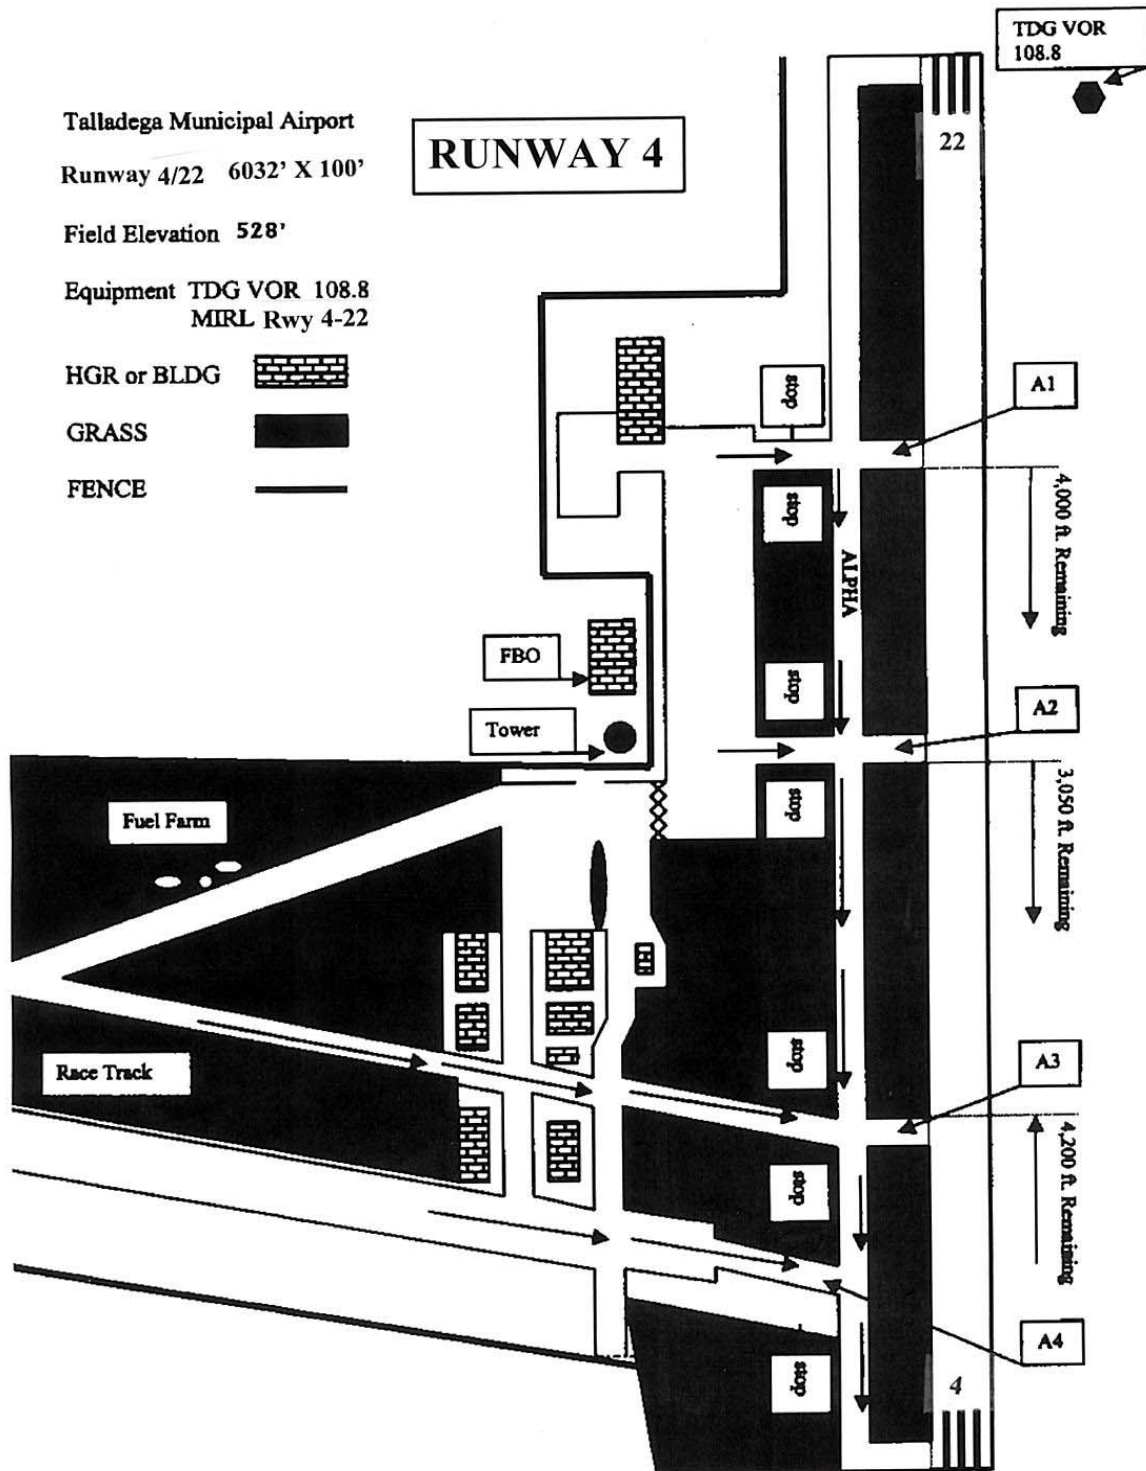 TDG VOR
108.8
Talladega Municipal Airport
RUNWAY 4
Runway 4/22 6032' X 100'
22
Field Elevation 528'
Equipment TDG VOR 108.8
MIRL Rwy 4-22
HGR or BLDG
GRASS
FENCE
stop
A1
stop
4,000 ft. Remaining
ALPHA
FBO
stop
Tower
A2
stop
3,050 ft. Remaining
Fuel Farm
stop
Race Track
A3
stop
4,200 ft. Remaining
A4
stop
4